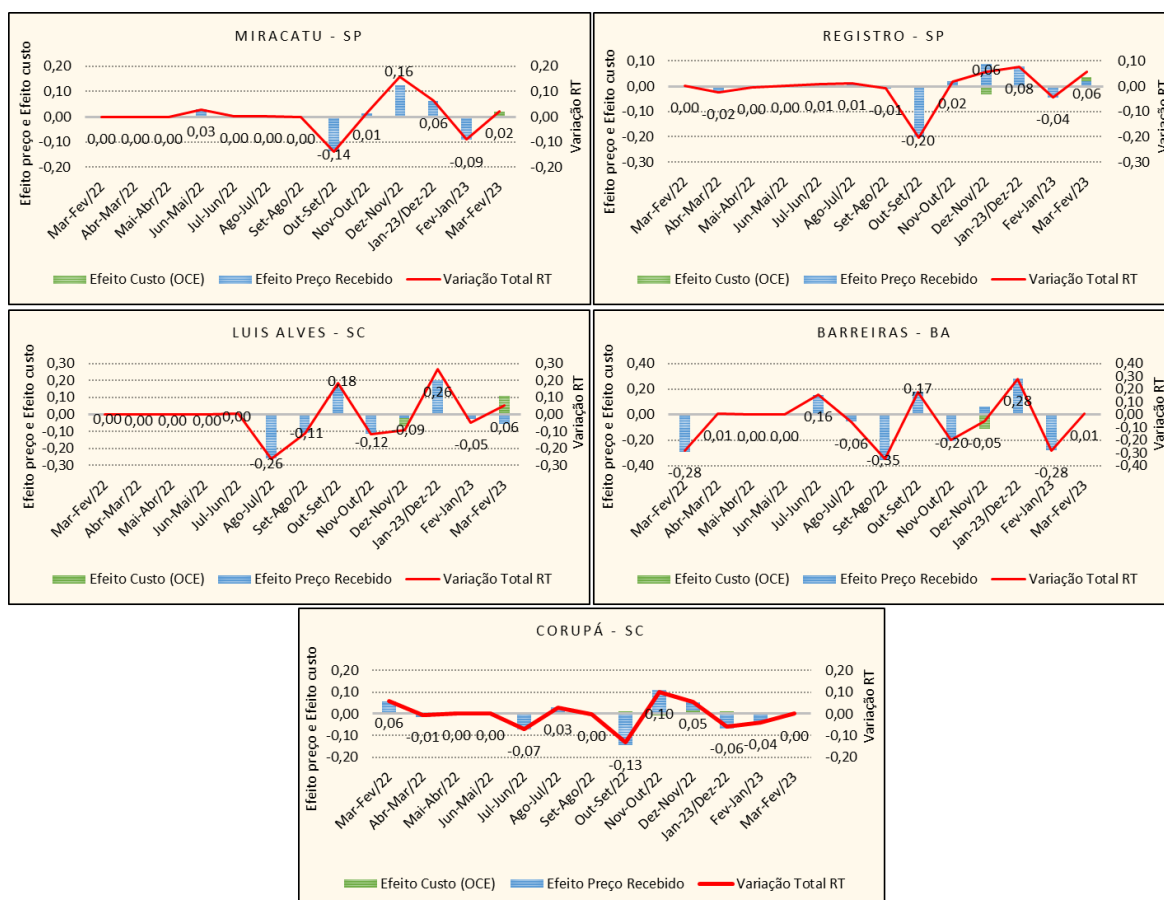 MIRACATU - SP
Efeito preço e Efeito custo
0,20
0,10
0,00
-0,10
-0,20
0,00 0,00 0,00 0,03 0,00 0,00 0,00 -0,14 0,01 0,16 0,06 -0,09 0,02
0,20
0,10
0,00
-0,10
-0,20
Variação RT
Mar-Fev/22 Abr-Mar/22 Mai-Abr/22 Jun-Mai/22 Jul-Jun/22 Ago-Jul/22 Set-Ago/22 Out-Set/22 Nov-Out/22 Dez-Nov/22 Jan-23/Dez-22 Fev-Jan/23 Mar-Fev/23
Efeito Custo (OCE) Efeito Preço Recebido Variação Total RT
REGISTRO - SP
Efeito preço e Efeito custo
0,10
0,00
-0,10
-0,20
-0,30
0,00 -0,02 0,00 0,00 0,01 0,01 -0,01 -0,20 0,02 0,06 0,08 -0,04 0,06
0,10
0,00
-0,10
-0,20
-0,30
Variação RT
Mar-Fev/22 Abr-Mar/22 Mai-Abr/22 Jun-Mai/22 Jul-Jun/22 Ago-Jul/22 Set-Ago/22 Out-Set/22 Nov-Out/22 Dez-Nov/22 Jan-23/Dez-22 Fev-Jan/23 Mar-Fev/23
Efeito Custo (OCE) Efeito Preço Recebido Variação Total RT
LUIS ALVES - SC
Efeito preço e Efeito custo
0,30
0,20
0,10
0,00
-0,10
-0,20
-0,30
0,00 0,00 0,00 0,00 0,00 -0,26 -0,11 0,18 -0,12 -0,09 0,26 -0,05 0,06
0,30
0,20
0,10
0,00
-0,10
-0,20
-0,30
Variação RT
Mar-Fev/22 Abr-Mar/22 Mai-Abr/22 Jun-Mai/22 Jul-Jun/22 Ago-Jul/22 Set-Ago/22 Out-Set/22 Nov-Out/22 Dez-Nov/22 Jan-23/Dez-22 Fev-Jan/23 Mar-Fev/23
Efeito Custo (OCE) Efeito Preço Recebido Variação Total RT
BARREIRAS - BA
Efeito preço e Efeito custo
0,40
0,20
0,00
-0,20
-0,40
-0,28 0,01 0,00 0,00 0,16 -0,06 -0,35 0,17 -0,20 -0,05 0,28 -0,28 0,01
0,40
0,30
0,20
0,10
0,00
-0,10
-0,20
-0,30
-0,40
Variação RT
Mar-Fev/22 Abr-Mar/22 Mai-Abr/22 Jun-Mai/22 Jul-Jun/22 Ago-Jul/22 Set-Ago/22 Out-Set/22 Nov-Out/22 Dez-Nov/22 Jan-23/Dez-22 Fev-Jan/23 Mar-Fev/23
Efeito Custo (OCE) Efeito Preço Recebido Variação Total RT
CORUPÁ - SC
Efeito preço e Efeito custo
0,20
0,10
0,00
-0,10
-0,20
0,06 -0,01 0,00 0,00 -0,07 0,03 0,00 -0,13 0,10 0,05 -0,06 -0,04 0,00
0,20
0,10
0,00
-0,10
-0,20
Variação RT
Mar-Fev/22 Abr-Mar/22 Mai-Abr/22 Jun-Mai/22 Jul-Jun/22 Ago-Jul/22 Set-Ago/22 Out-Set/22 Nov-Out/22 Dez-Nov/22 Jan-23/Dez-22 Fev-Jan/23 Mar-Fev/23
Efeito Custo (OCE) Efeito Preço Recebido Variação Total RT